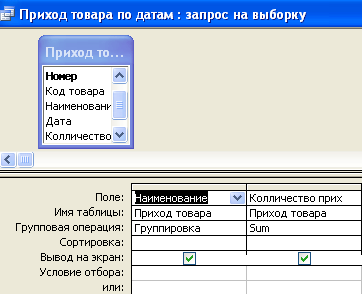 Приход товара по датам : запрос на выборку
Приход то...
Номер
Код товара
Наименовани
Дата
Колличество
Поле: Наименование Колличество прих
Имя таблицы: Приход товара Приход товара
Групповая операция: Группировка Sum
Сортировка:
Вывод на экран:
Условие отбора:
или: